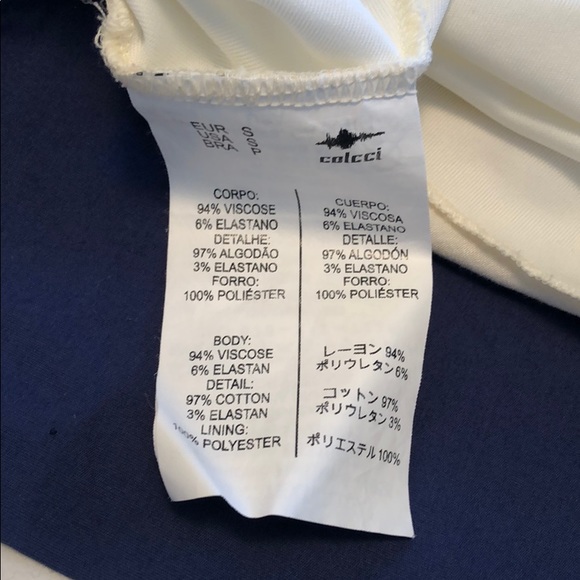 EUR S
USA S
BRA P
colcci
CORPO:
94% VISCOSE
6% ELASTANO
DETALHE:
97% ALGODÃO
3% ELASTANO
FORRO:
100% POLIÉSTER
CUERPO:
94% VISCOSA
6% ELASTANO
DETALLE:
97% ALGODÓN
3% ELASTANO
FORRO:
100% POLIÉSTER
BODY:
94% VISCOSE
6% ELASTAN
DETAIL:
97% COTTON
3% ELASTAN
LINING:
100% POLYESTER
レーヨン 94%
ポリウレタン 6%
コットン 97%
ポリウレタン 3%
ポリエステル 100%